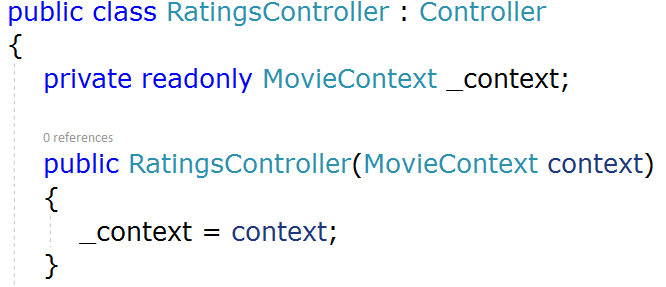 public class RatingsController : Controller
{
private readonly MovieContext _context;
0 references
public RatingsController(MovieContext context)
{
_context = context;
}